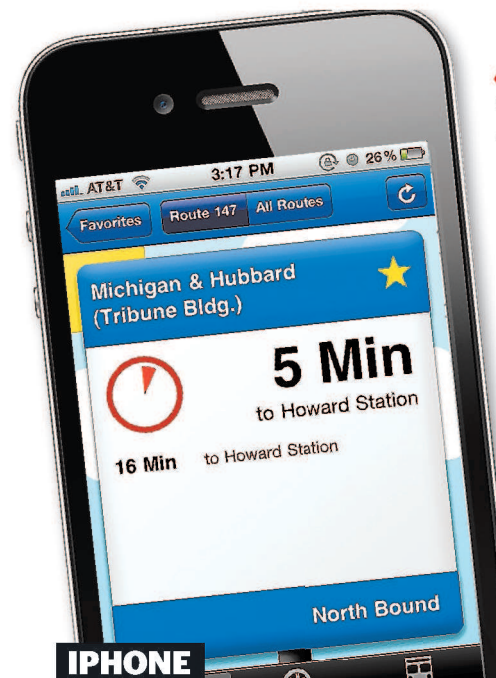 AT&T 3:17 PM 26%
Favorites Route 147 All Routes
Michigan & Hubbard
(Tribune Bldg.)
5 Min
to Howard Station
16 Min to Howard Station
North Bound
IPHONE